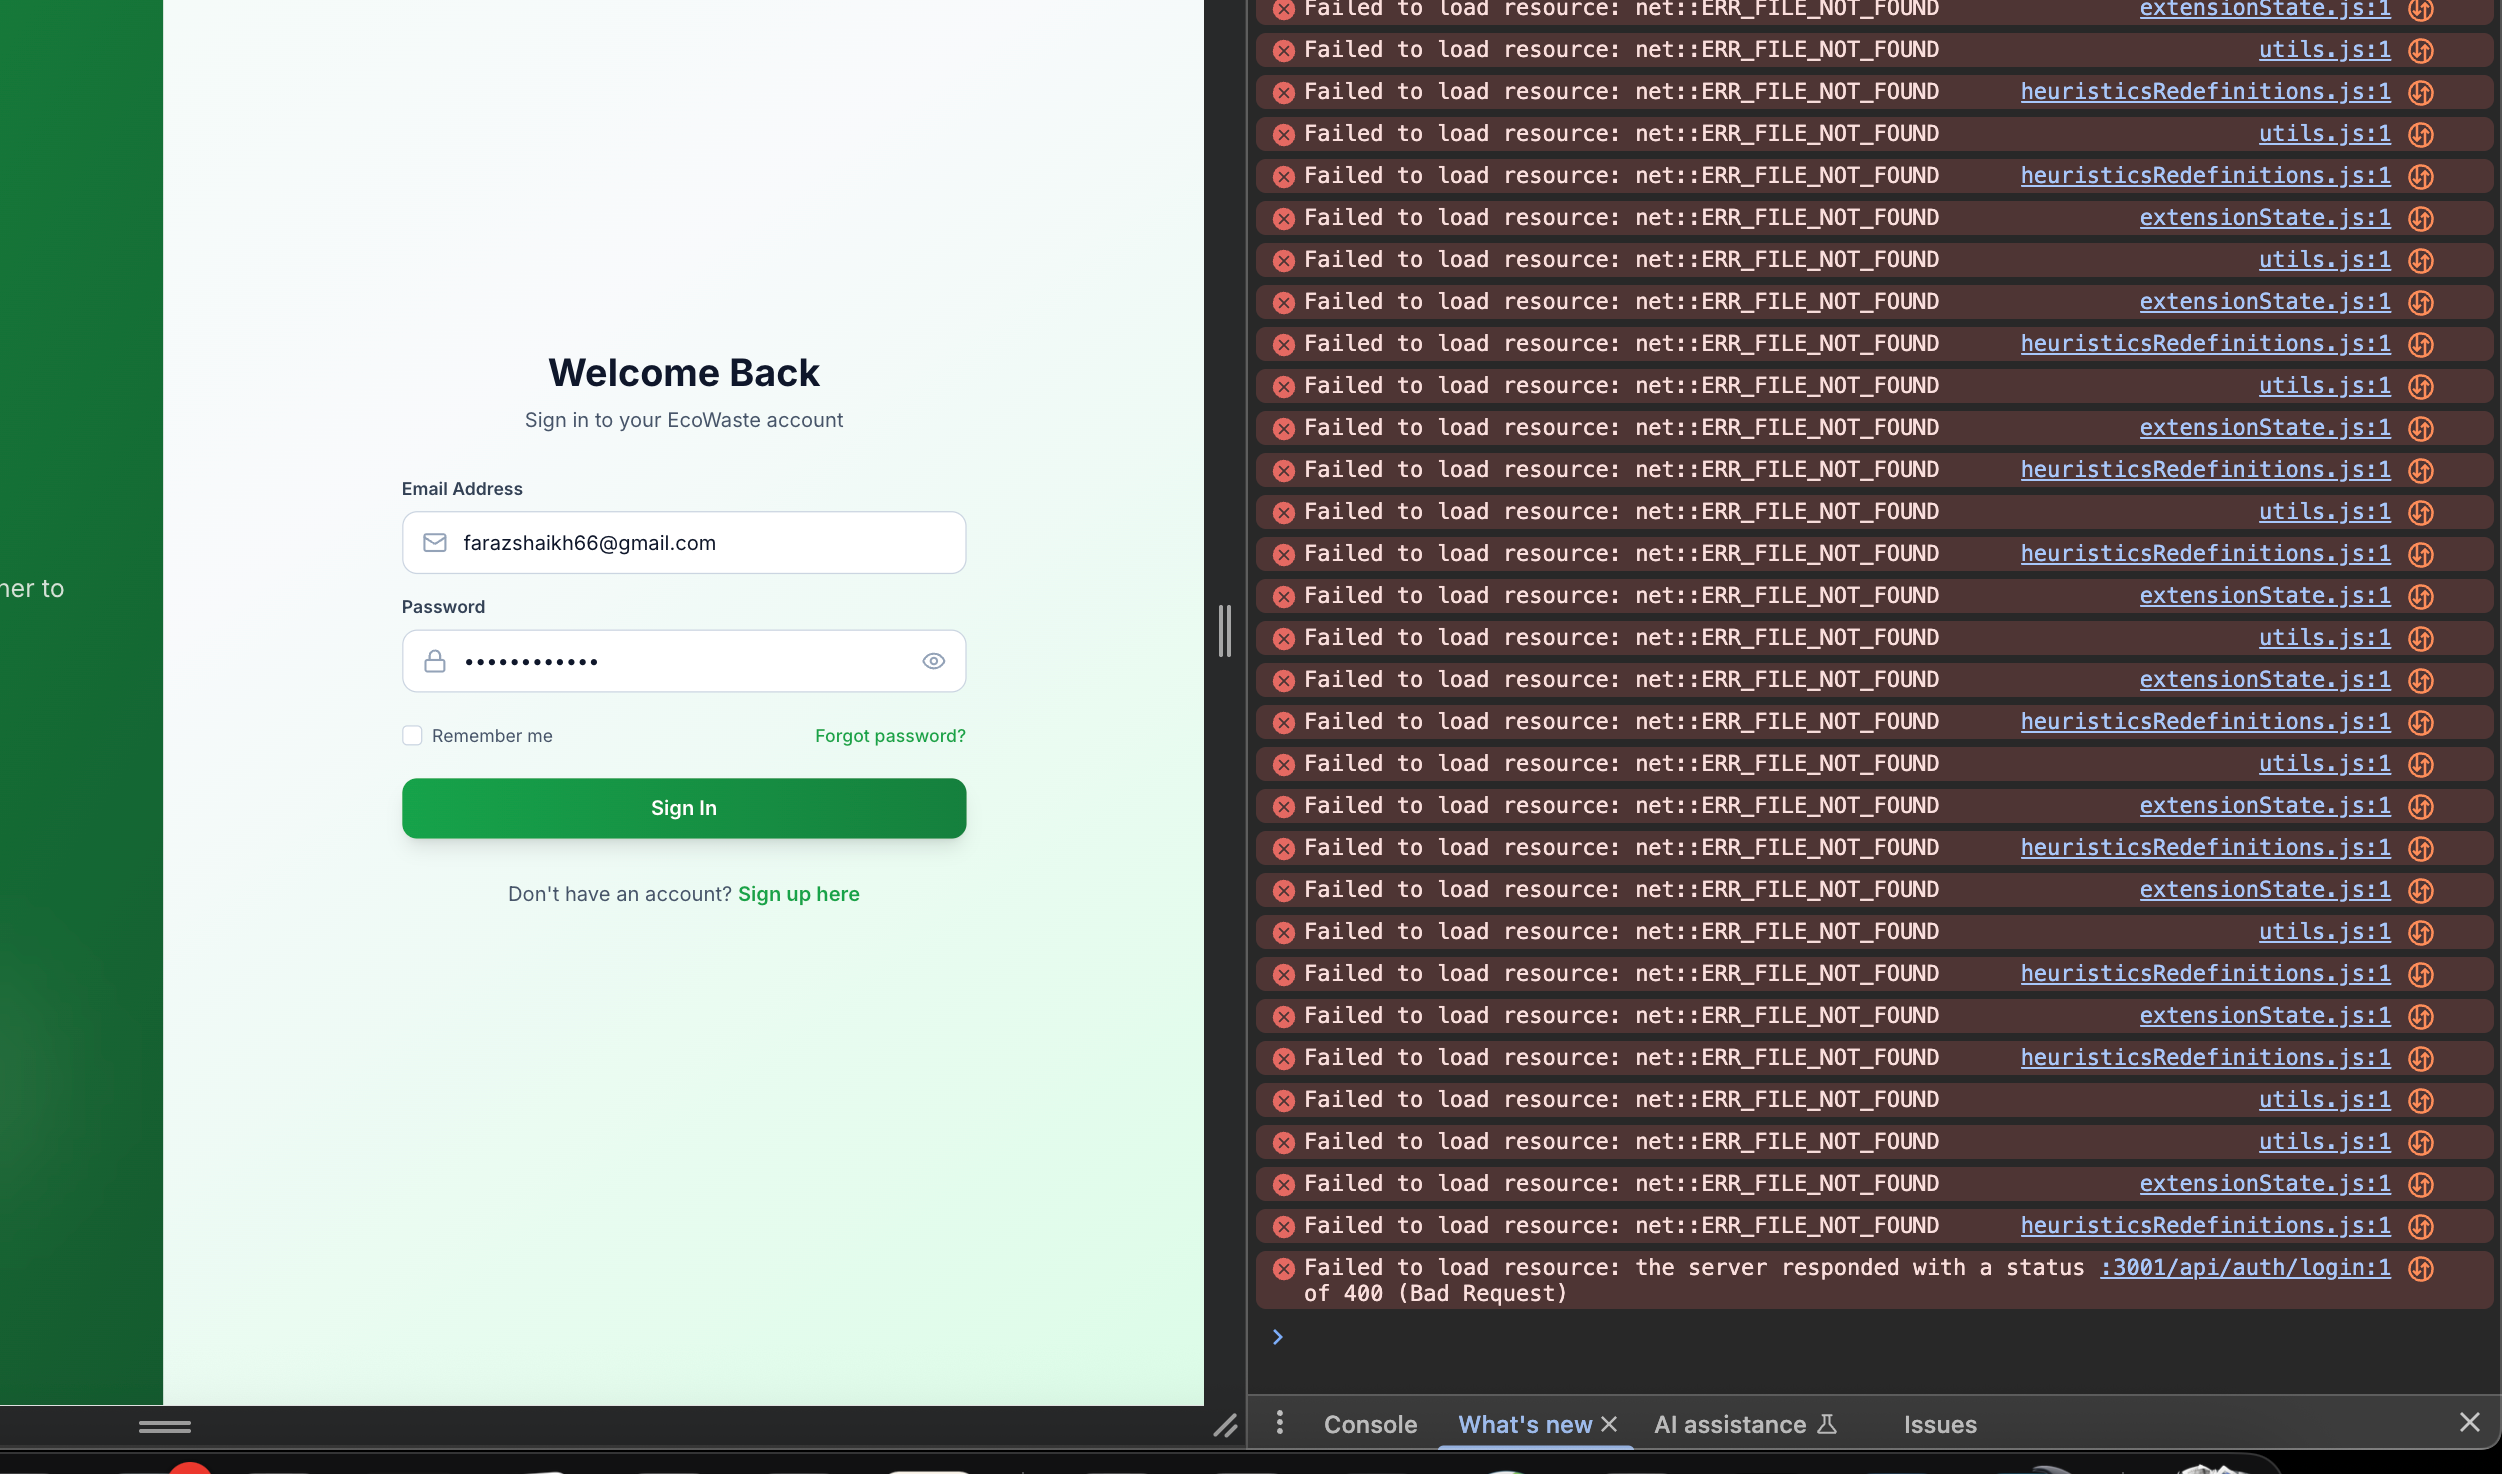 ner to
Welcome Back
Sign in to your EcoWaste account
Email Address
farazshaikh66@gmail.com
Password
••••••••••••
Remember me
Forgot password?
Sign In
Don't have an account? Sign up here
Failed to load resource: net::ERR_FILE_NOT_FOUND extensionState.js:1
Failed to load resource: net::ERR_FILE_NOT_FOUND utils.js:1
Failed to load resource: net::ERR_FILE_NOT_FOUND heuristicsRedefinitions.js:1
Failed to load resource: net::ERR_FILE_NOT_FOUND utils.js:1
Failed to load resource: net::ERR_FILE_NOT_FOUND heuristicsRedefinitions.js:1
Failed to load resource: net::ERR_FILE_NOT_FOUND extensionState.js:1
Failed to load resource: net::ERR_FILE_NOT_FOUND utils.js:1
Failed to load resource: net::ERR_FILE_NOT_FOUND extensionState.js:1
Failed to load resource: net::ERR_FILE_NOT_FOUND heuristicsRedefinitions.js:1
Failed to load resource: net::ERR_FILE_NOT_FOUND utils.js:1
Failed to load resource: net::ERR_FILE_NOT_FOUND extensionState.js:1
Failed to load resource: net::ERR_FILE_NOT_FOUND heuristicsRedefinitions.js:1
Failed to load resource: net::ERR_FILE_NOT_FOUND utils.js:1
Failed to load resource: net::ERR_FILE_NOT_FOUND heuristicsRedefinitions.js:1
Failed to load resource: net::ERR_FILE_NOT_FOUND extensionState.js:1
Failed to load resource: net::ERR_FILE_NOT_FOUND utils.js:1
Failed to load resource: net::ERR_FILE_NOT_FOUND extensionState.js:1
Failed to load resource: net::ERR_FILE_NOT_FOUND heuristicsRedefinitions.js:1
Failed to load resource: net::ERR_FILE_NOT_FOUND utils.js:1
Failed to load resource: net::ERR_FILE_NOT_FOUND extensionState.js:1
Failed to load resource: net::ERR_FILE_NOT_FOUND heuristicsRedefinitions.js:1
Failed to load resource: net::ERR_FILE_NOT_FOUND extensionState.js:1
Failed to load resource: net::ERR_FILE_NOT_FOUND utils.js:1
Failed to load resource: net::ERR_FILE_NOT_FOUND heuristicsRedefinitions.js:1
Failed to load resource: net::ERR_FILE_NOT_FOUND extensionState.js:1
Failed to load resource: net::ERR_FILE_NOT_FOUND heuristicsRedefinitions.js:1
Failed to load resource: net::ERR_FILE_NOT_FOUND utils.js:1
Failed to load resource: net::ERR_FILE_NOT_FOUND utils.js:1
Failed to load resource: net::ERR_FILE_NOT_FOUND extensionState.js:1
Failed to load resource: net::ERR_FILE_NOT_FOUND heuristicsRedefinitions.js:1
Failed to load resource: the server responded with a status :3001/api/auth/login:1
of 400 (Bad Request)
Console What's new AI assistance Issues